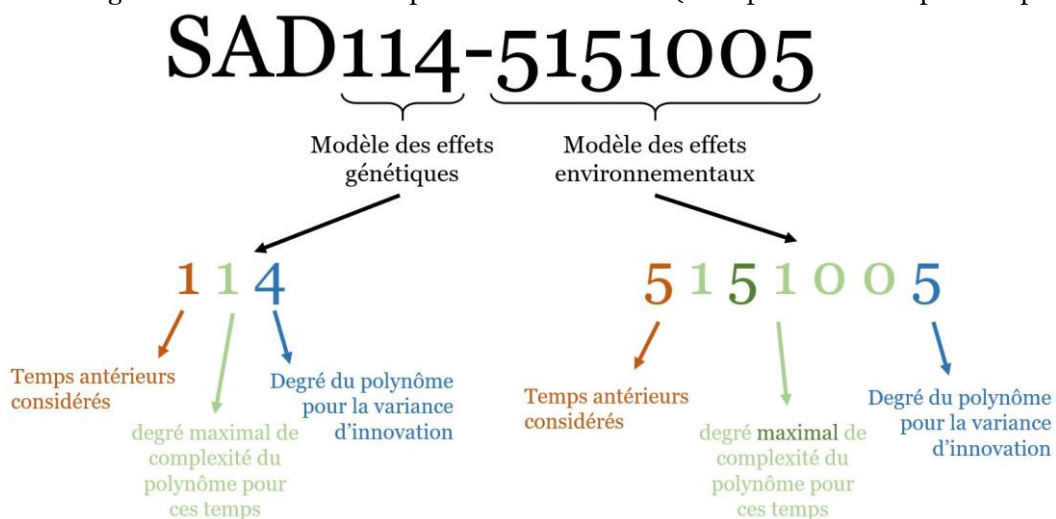 SAD114-5151005
Modèle des effets
génétiques
Modèle des effets
environnementaux
1 1 4
5 1 5 1 0 0 5
Temps antérieurs
considérés
degré maximal de
complexité du
polynôme pour
ces temps
Degré du polynôme
pour la variance
d'innovation
Temps antérieurs
considérés
degré maximal de
complexité du
polynôme pour
ces temps
Degré du polynôme
pour la variance
d'innovation